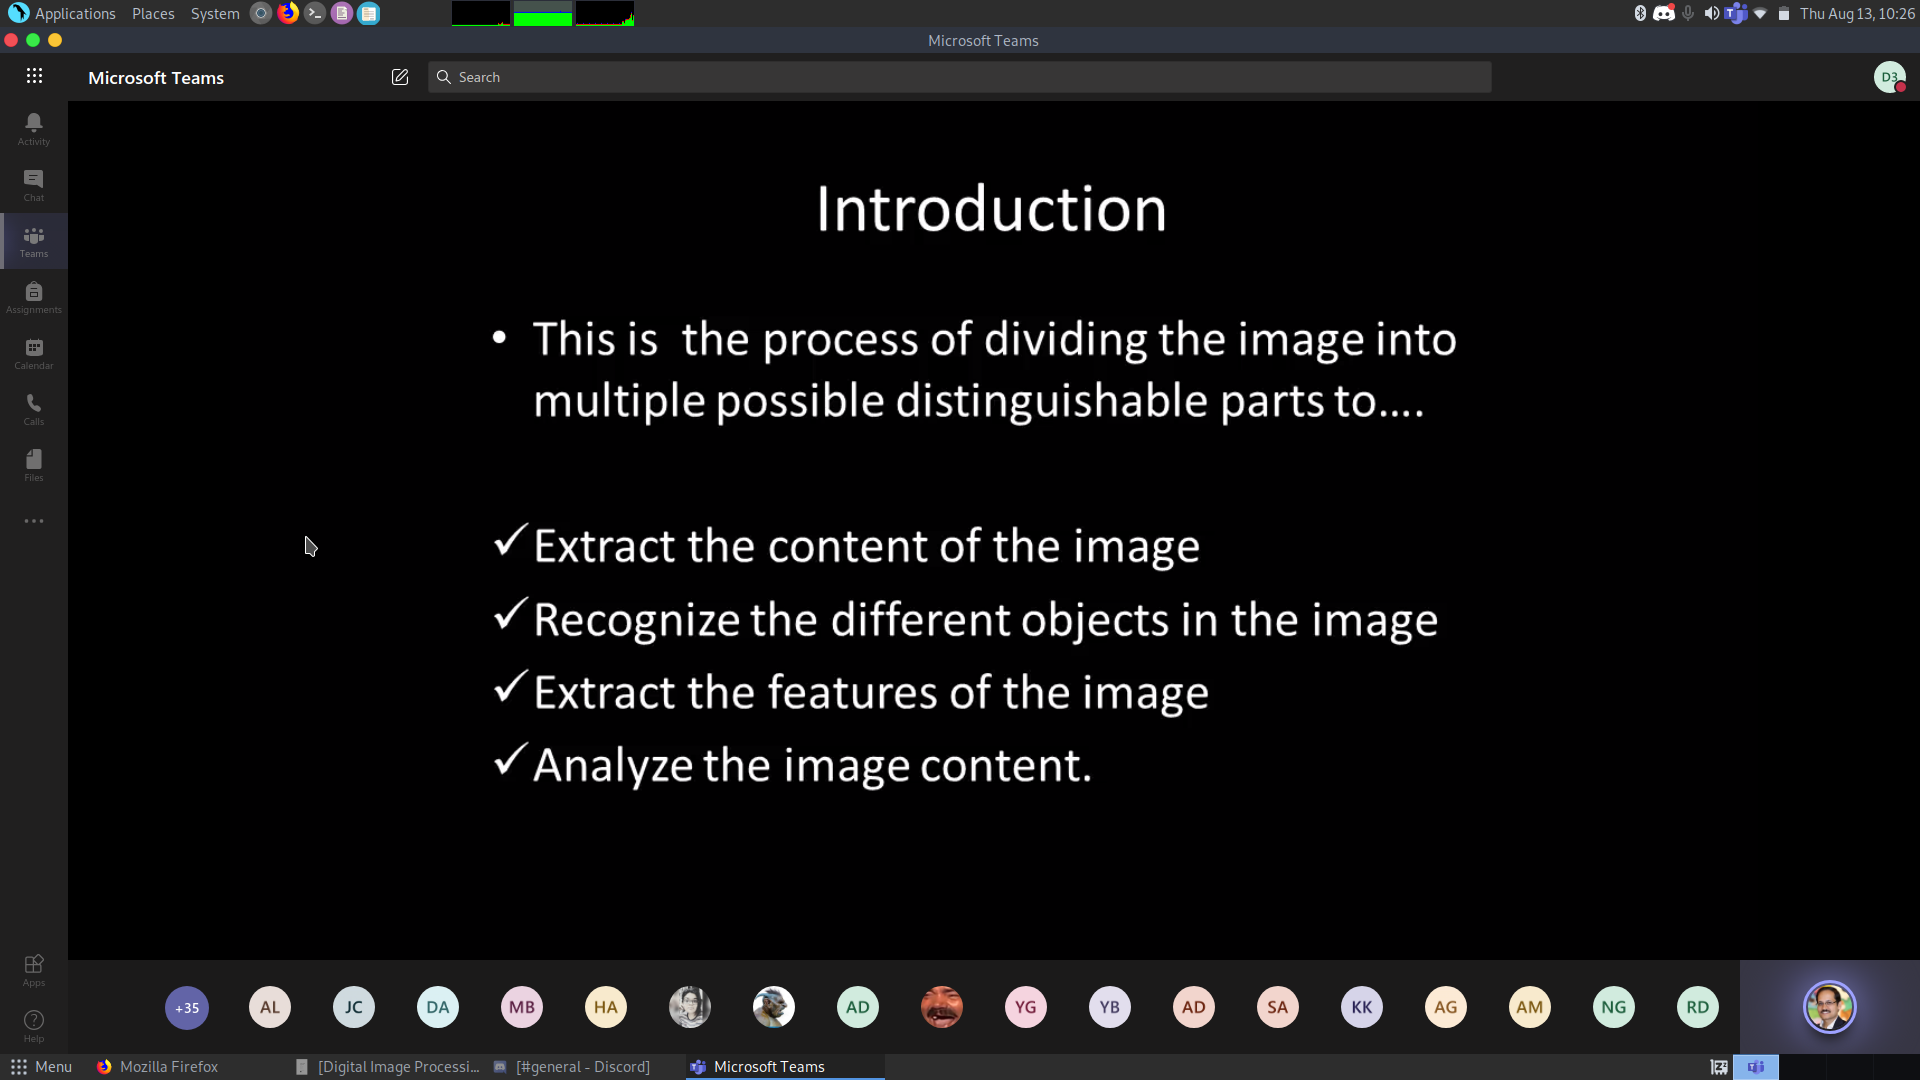 Applications Places System
Thu Aug 13, 10:26
Microsoft Teams
Microsoft Teams
Search
D3
Activity
Chat
Teams
Assignments
Calendar
Calls
Files
Introduction
• This is the process of dividing the image into
multiple possible distinguishable parts to....
✓Extract the content of the image
✓Recognize the different objects in the image
✓Extract the features of the image
✓Analyze the image content.
Apps
Help
+35 AL JC DA MB HA AD YG YB AD SA KK AG AM NG RD
Menu Mozilla Firefox [Digital Image Processi... [#general - Discord] Microsoft Teams